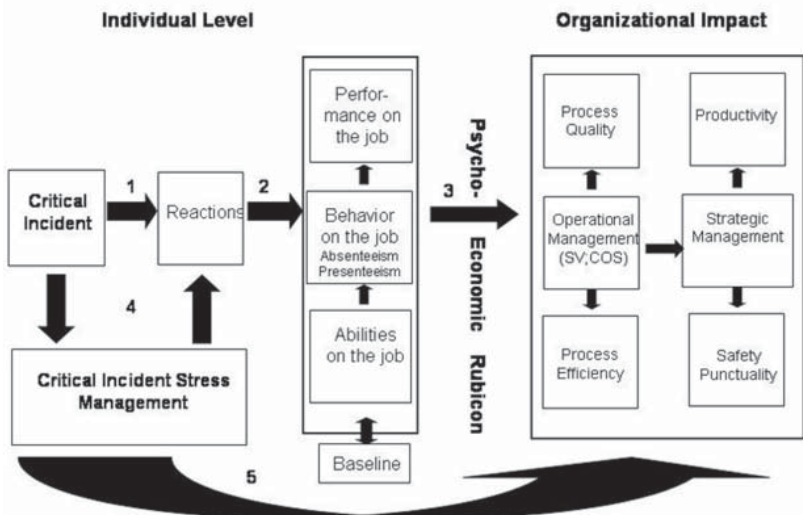 Individual Level
Organizational Impact
Critical
Incident
1
Reactions
2
Perfor-
mance on
the job
Behavior
on the job
Absenteeism
Presenteeism
Abilities
on the job
Baseline
3
Psycho- Economic Rubicon
Process
Quality
Productivity
Operational
Management
(SV;COS)
Strategic
Management
Process
Efficiency
Safety
Punctuality
4
Critical Incident Stress
Management
5